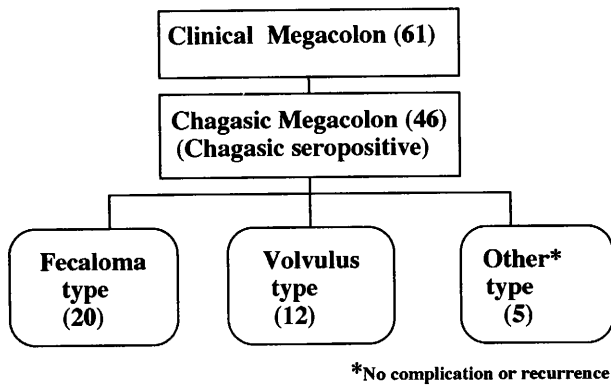 Clinical Megacolon (61)
Chagasic Megacolon (46)
(Chagasic seropositive)
Fecaloma
type
(20)
Volvulus
type
(12)
Other*
type
(5)
*No complication or recurrence